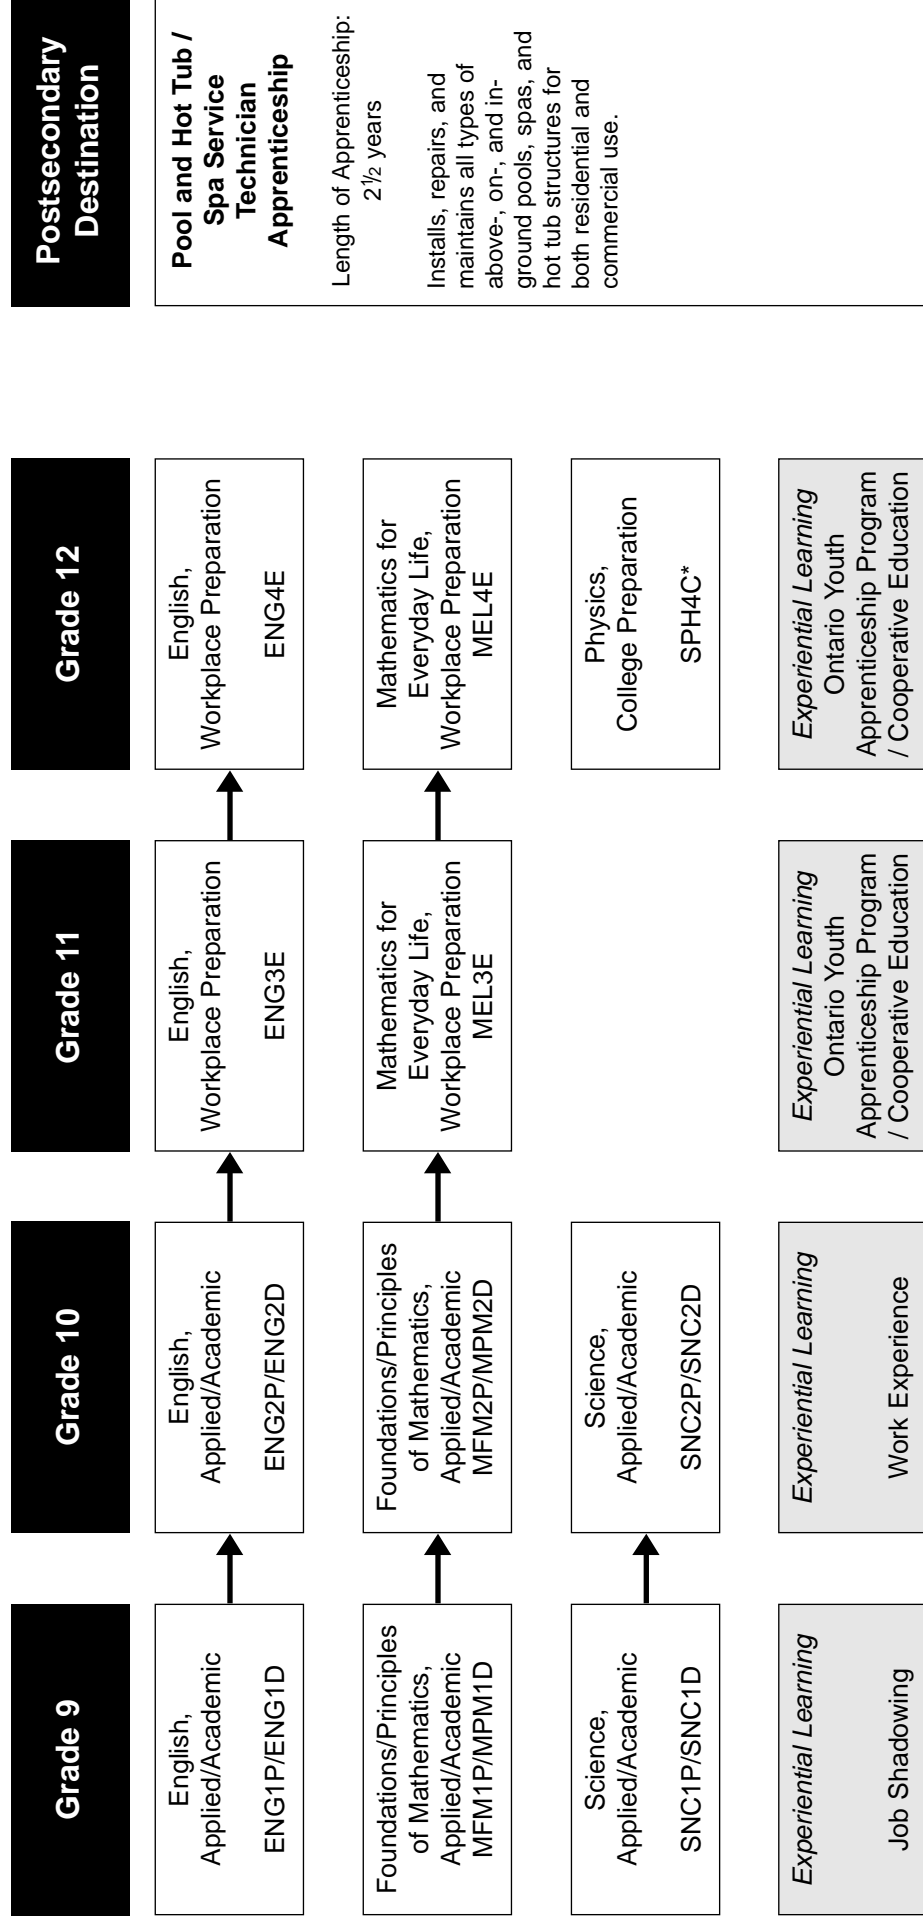 Grade 9
Grade 10
Grade 11
Grade 12
Postsecondary
Destination
English,
Applied/Academic
ENG1P/ENG1D
English,
Applied/Academic
ENG2P/ENG2D
English,
Workplace Preparation
ENG3E
English,
Workplace Preparation
ENG4E
Pool and Hot Tub /
Spa Service
Technician
Apprenticeship
Length of Apprenticeship:
2½ years
Installs, repairs, and
maintains all types of
above-, on-, and in-
ground pools, spas, and
hot tub structures for
both residential and
commercial use.
Foundations/Principles
of Mathematics,
Applied/Academic
MFM1P/MPM1D
Foundations/Principles
of Mathematics,
Applied/Academic
MFM2P/MPM2D
Mathematics for
Everyday Life,
Workplace Preparation
MEL3E
Mathematics for
Everyday Life,
Workplace Preparation
MEL4E
Science,
Applied/Academic
SNC1P/SNC1D
Science,
Applied/Academic
SNC2P/SNC2D
Physics,
College Preparation
SPH4C*
Experiential Learning
Job Shadowing
Experiential Learning
Work Experience
Experiential Learning
Ontario Youth
Apprenticeship Program
/ Cooperative Education
Experiential Learning
Ontario Youth
Apprenticeship Program
/ Cooperative Education